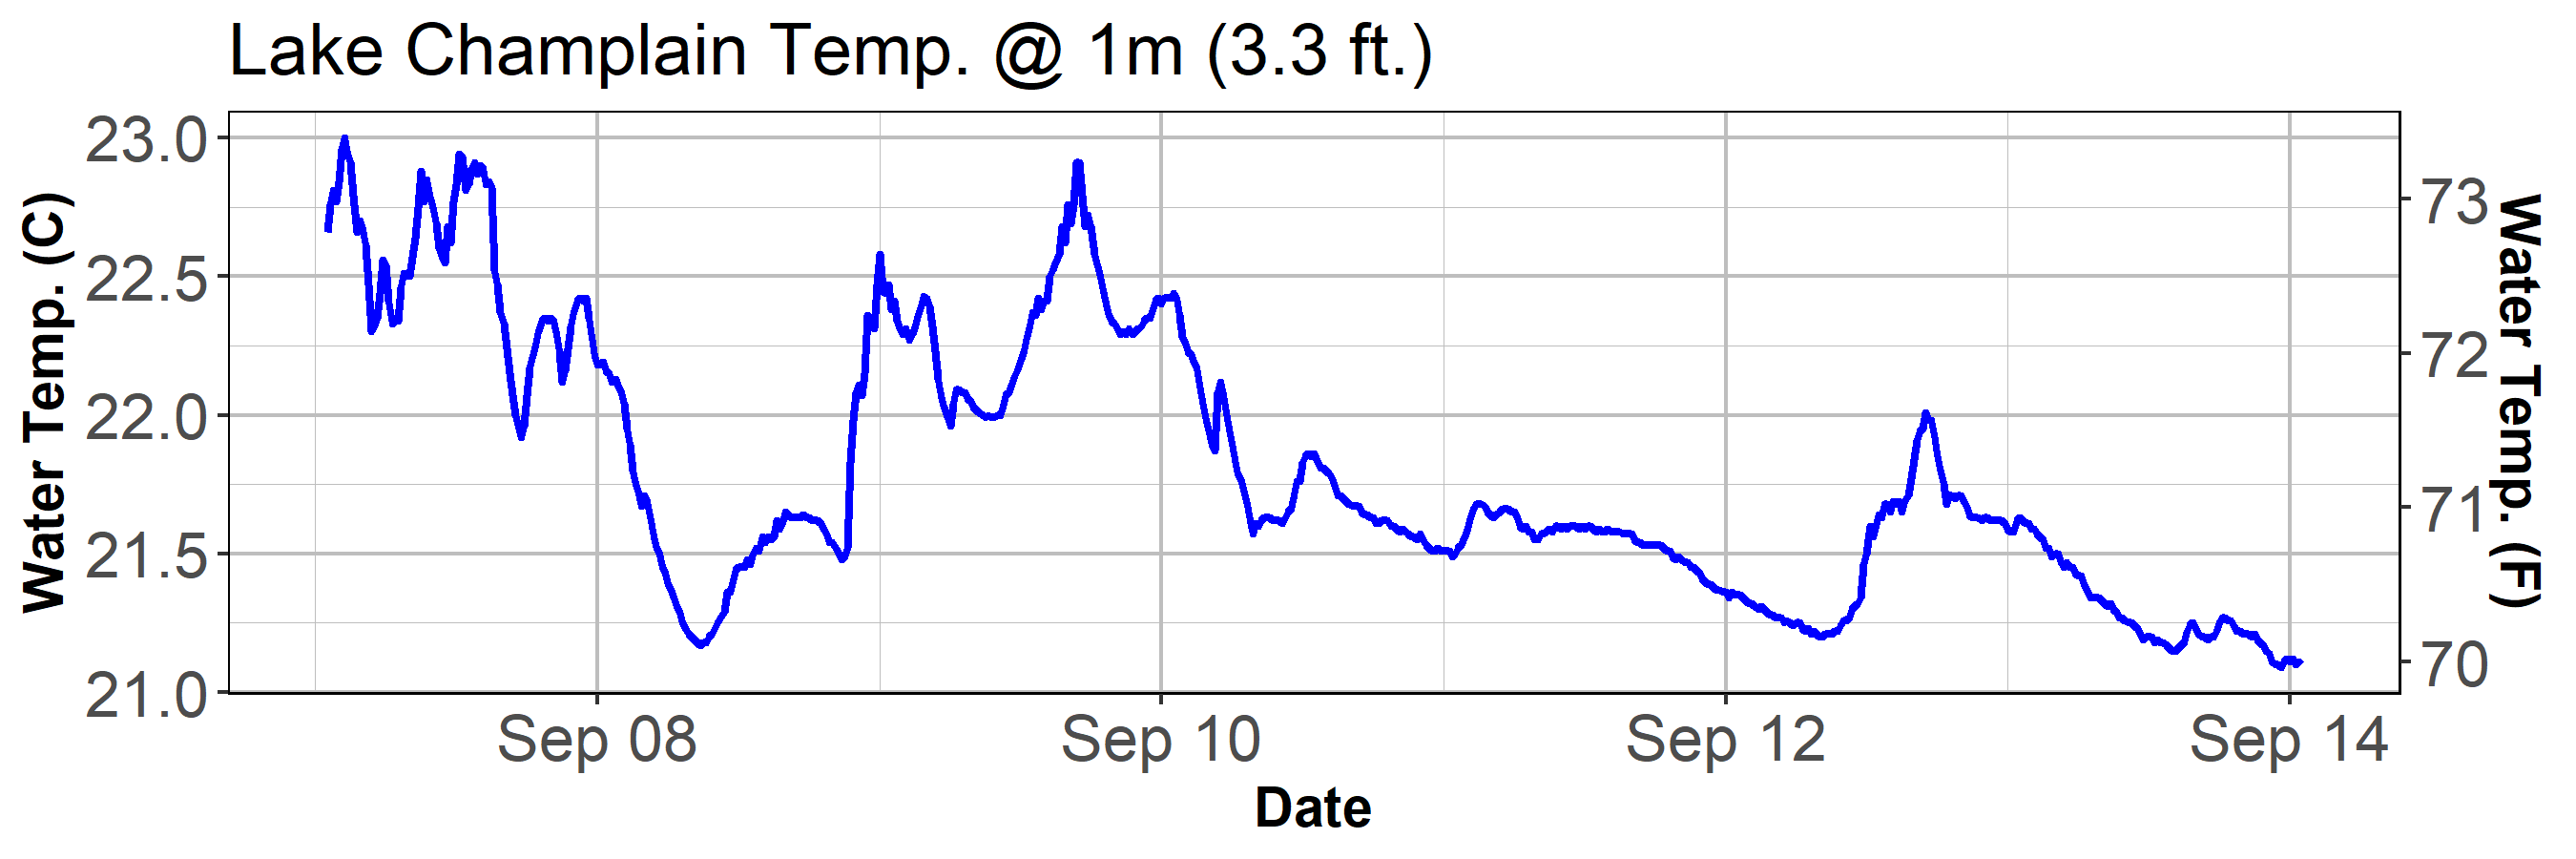 Lake Champlain Temp. @ 1m (3.3 ft.)
Water Temp. (C)
23.0
22.5
22.0
21.5
21.0
73
72
71
70
Water Temp. (F)
Sep 08 Sep 10 Sep 12 Sep 14
Date